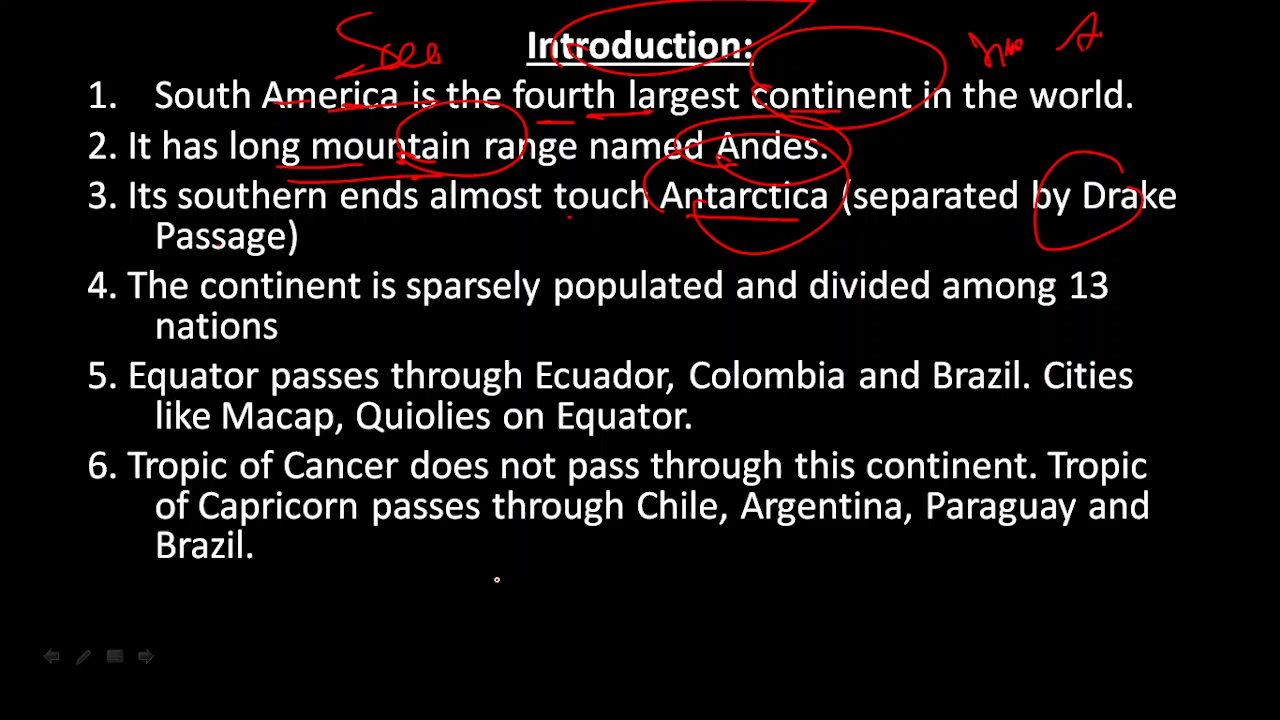 Introduction:
1. South America is the fourth largest continent in the world.
2. It has long mountain range named Andes.
3. Its southern ends almost touch Antarctica (separated by Drake
Passage)
4. The continent is sparsely populated and divided among 13
nations
5. Equator passes through Ecuador, Colombia and Brazil. Cities
like Macap, Quiolies on Equator.
6. Tropic of Cancer does not pass through this continent. Tropic
of Capricorn passes through Chile, Argentina, Paraguay and
Brazil.